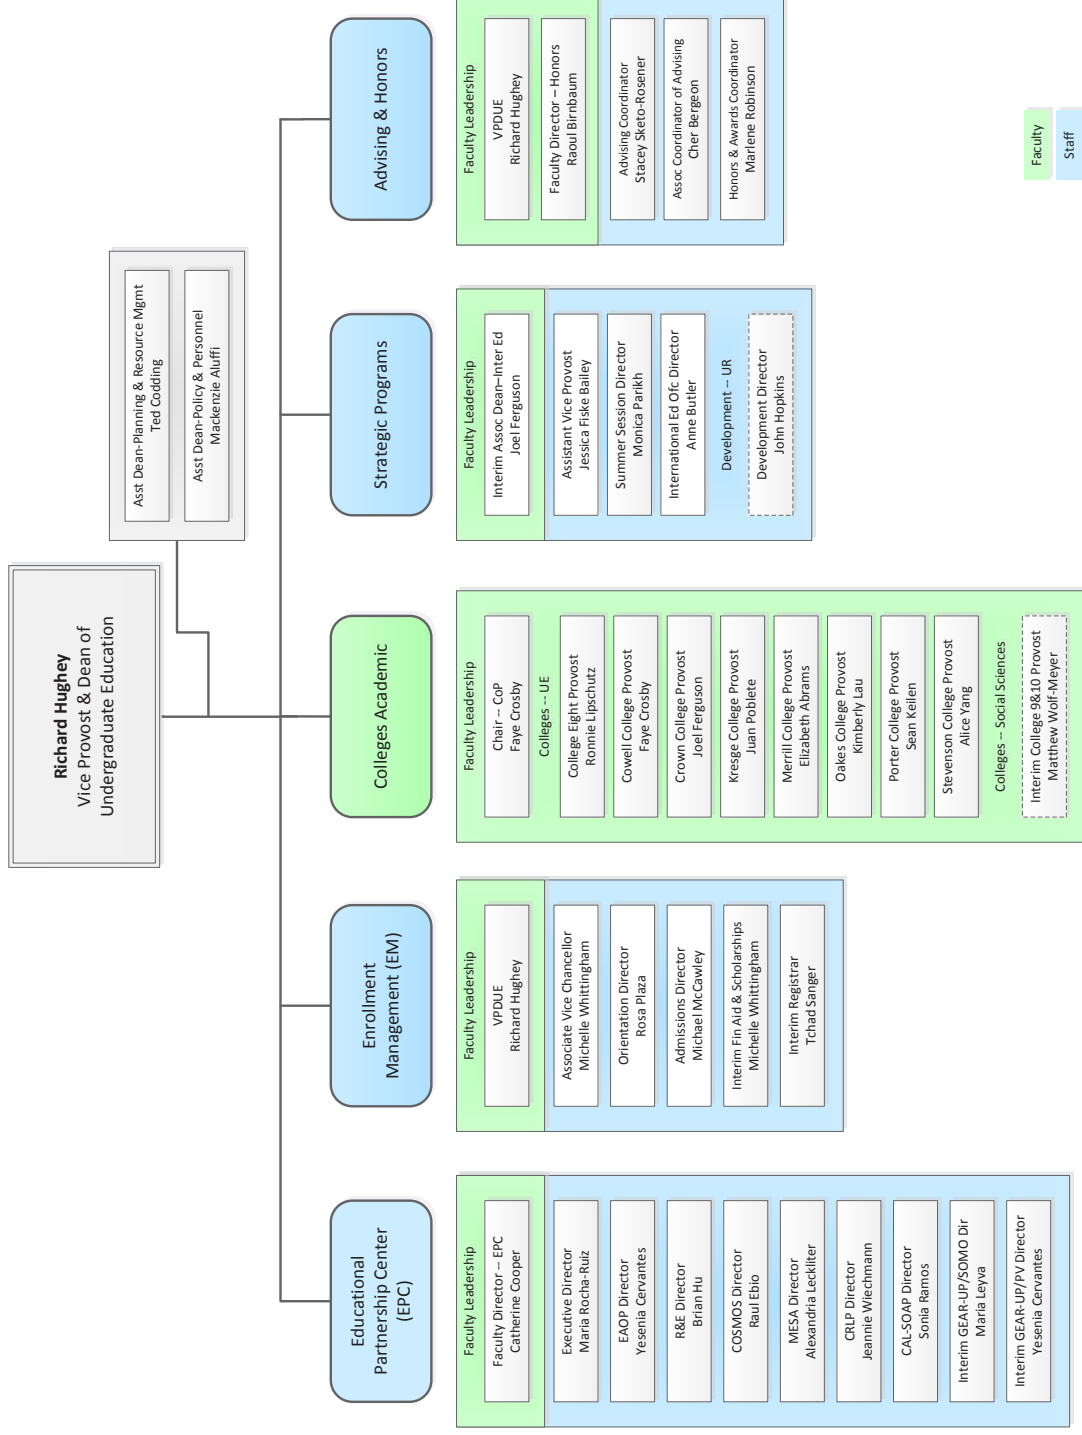 Richard Hughey
Vice Provost & Dean of
Undergraduate Education
Asst Dean-Planning & Resource Mgmt
Ted Codding
Asst Dean-Policy & Personnel
Mackenzie Aluffi
Educational
Partnership Center
(EPC)
Faculty Leadership
Faculty Director -- EPC
Catherine Cooper
Executive Director
Maria Rocha-Ruiz
EAOP Director
Yesenia Cervantes
R&E Director
Brian Hu
COSMOS Director
Raul Ebio
MESA Director
Alexandria Leckliter
CRLP Director
Jeannie Wiechmann
CAL-SOAP Director
Sonia Ramos
Interim GEAR-UP/SOMO Dir
Maria Leyva
Interim GEAR-UP/PV Director
Yesenia Cervantes
Enrollment
Management (EM)
Faculty Leadership
VPDUE
Richard Hughey
Associate Vice Chancellor
Michelle Whittingham
Orientation Director
Rosa Plaza
Admissions Director
Michael McCawley
Interim Fin Aid & Scholarships
Michelle Whittingham
Interim Registrar
Tchad Sanger
Colleges Academic
Faculty Leadership
Chair -- CoP
Faye Crosby
Colleges -- UE
College Eight Provost
Ronnie Lipschutz
Cowell College Provost
Faye Crosby
Crown College Provost
Joel Ferguson
Kresge College Provost
Juan Poblete
Merrill College Provost
Elizabeth Abrams
Oakes College Provost
Kimberly Lau
Porter College Provost
Sean Keilen
Stevenson College Provost
Alice Yang
Colleges -- Social Sciences
Interim College 9&10 Provost
Matthew Wolf-Meyer
Strategic Programs
Faculty Leadership
Interim Assoc Dean–Inter Ed
Joel Ferguson
Assistant Vice Provost
Jessica Fiske Bailey
Summer Session Director
Monica Parikh
International Ed Ofc Director
Anne Butler
Development -- UR
Development Director
John Hopkins
Advising & Honors
Faculty Leadership
VPDUE
Richard Hughey
Faculty Director – Honors
Raoul Birnbaum
Advising Coordinator
Stacey Sketo-Rosener
Assoc Coordinator of Advising
Cher Bergeon
Honors & Awards Coordinator
Marlene Robinson
Faculty
Staff